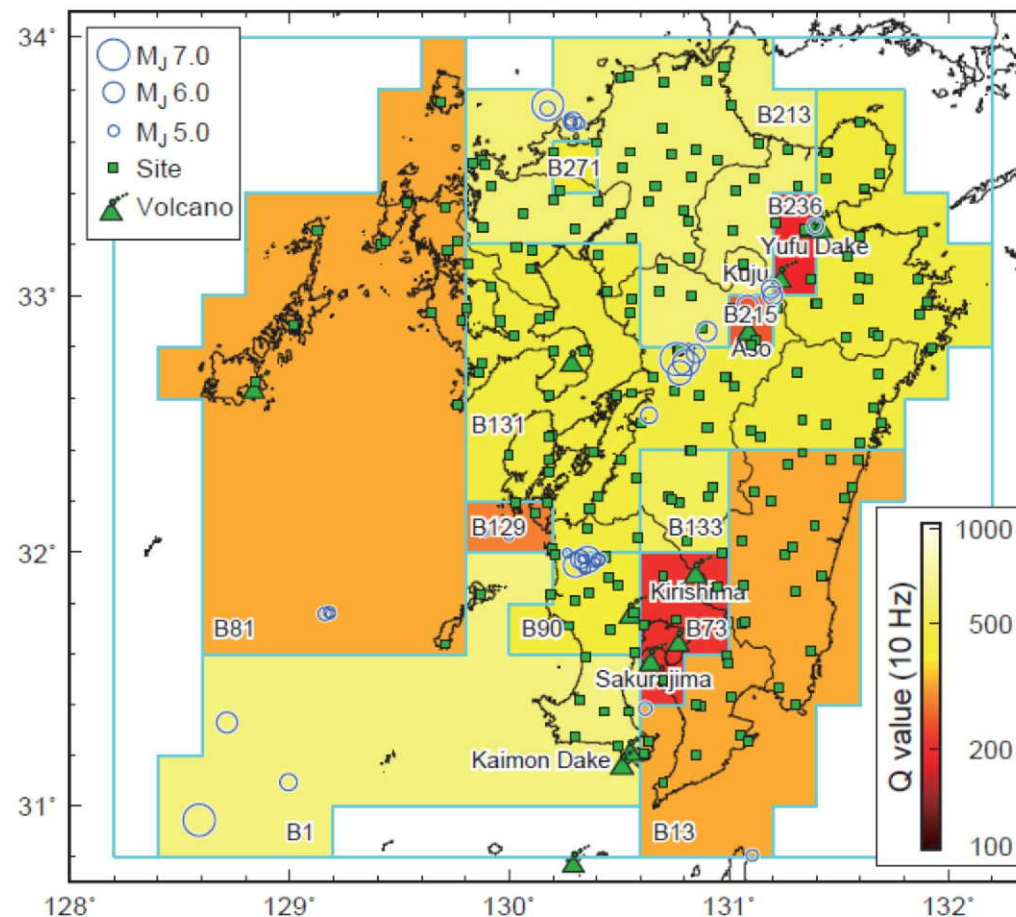 34°
33°
32°
31°
128°
129°
130°
131°
132°
MJ 7.0
MJ 6.0
MJ 5.0
Site
Volcano
B213
B271
B236
Yufu Dake
Kuju
B215
Aso
B131
B129
B133
Kirishima
B81
B90
B73
Sakurajima
Kaimon Dake
B1
B13
Q value (10 Hz)
1000
500
200
100